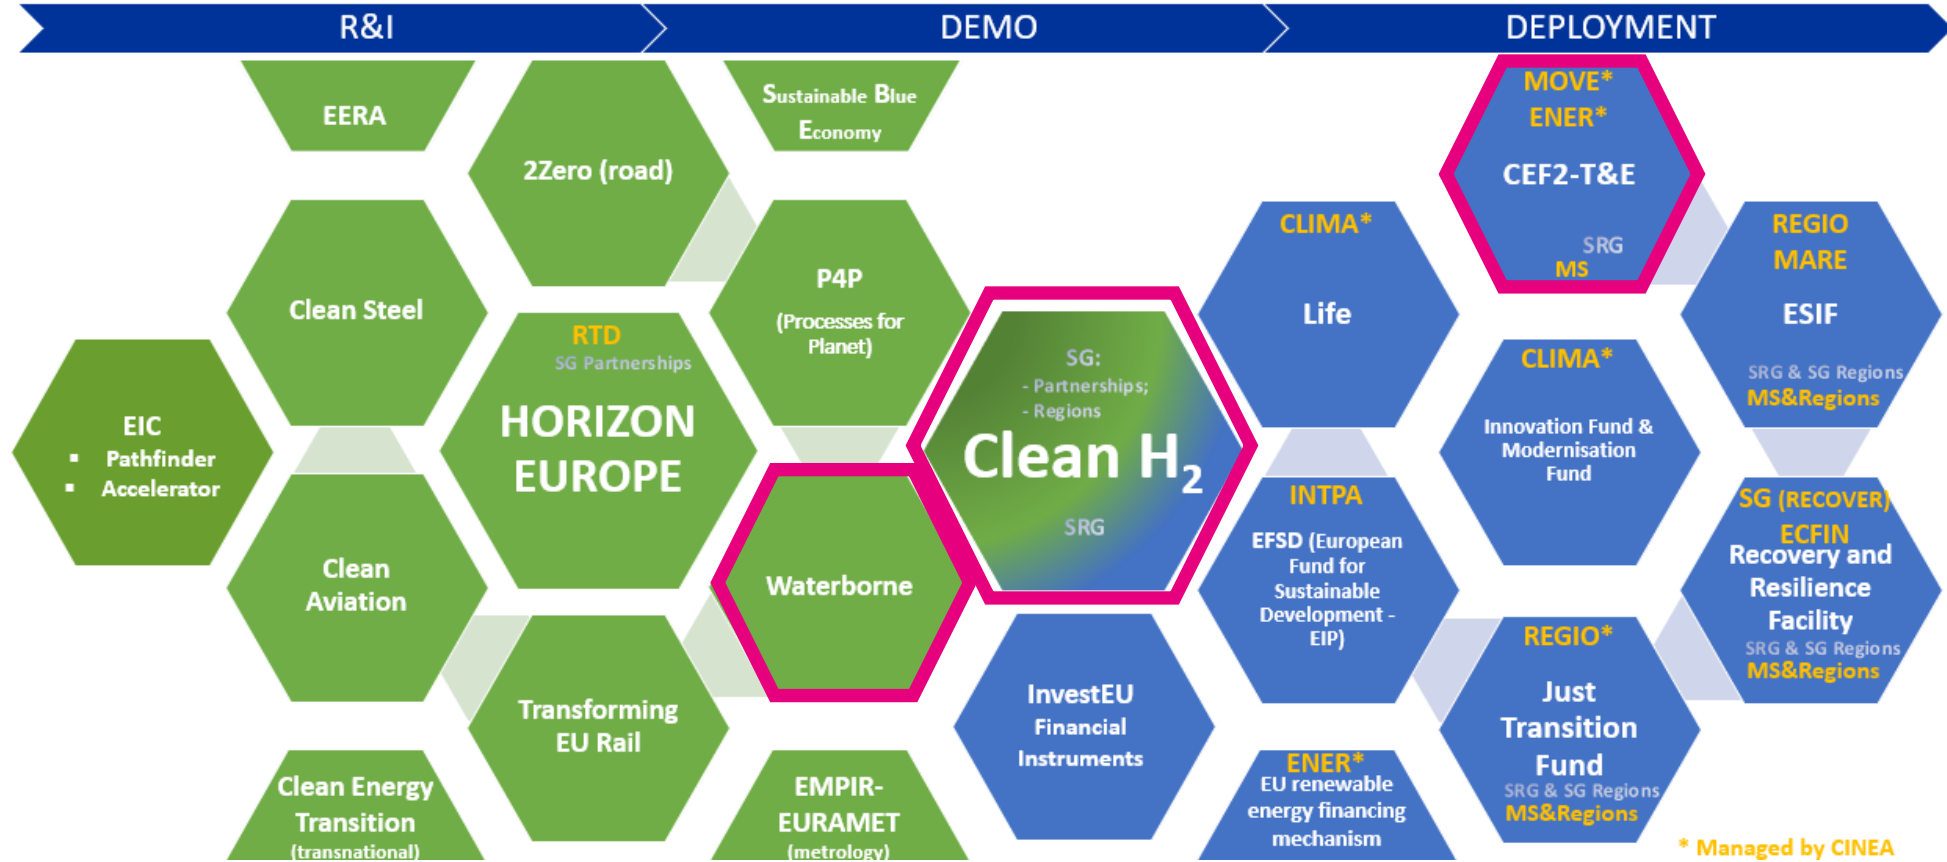 R&I
DEMO
DEPLOYMENT
EERA
2Zero (road)
Sustainable Blue
Economy
MOVE*
ENER*
CEF2-T&E
SRG
MS
Clean Steel
P4P
(Processes for
Planet)
CLIMA*
Life
REGIO
MARE
ESIF
SRG & SG Regions
MS&Regions
EIC
▪ Pathfinder
▪ Accelerator
RTD
SG Partnerships
HORIZON
EUROPE
SG:
- Partnerships;
- Regions
Clean H2
SRG
CLIMA*
Innovation Fund &
Modernisation
Fund
Clean
Aviation
Waterborne
INTPA
EFSD (European
Fund for
Sustainable
Development -
EIP)
SG (RECOVER)
ECFIN
Recovery and
Resilience
Facility
SRG & SG Regions
MS&Regions
Transforming
EU Rail
InvestEU
Financial
Instruments
REGIO*
Just
Transition
Fund
SRG & SG Regions
MS&Regions
Clean Energy
Transition
(transnational)
EMPIR-
EURAMET
(metrology)
ENER*
EU renewable
energy financing
mechanism
* Managed by CINEA